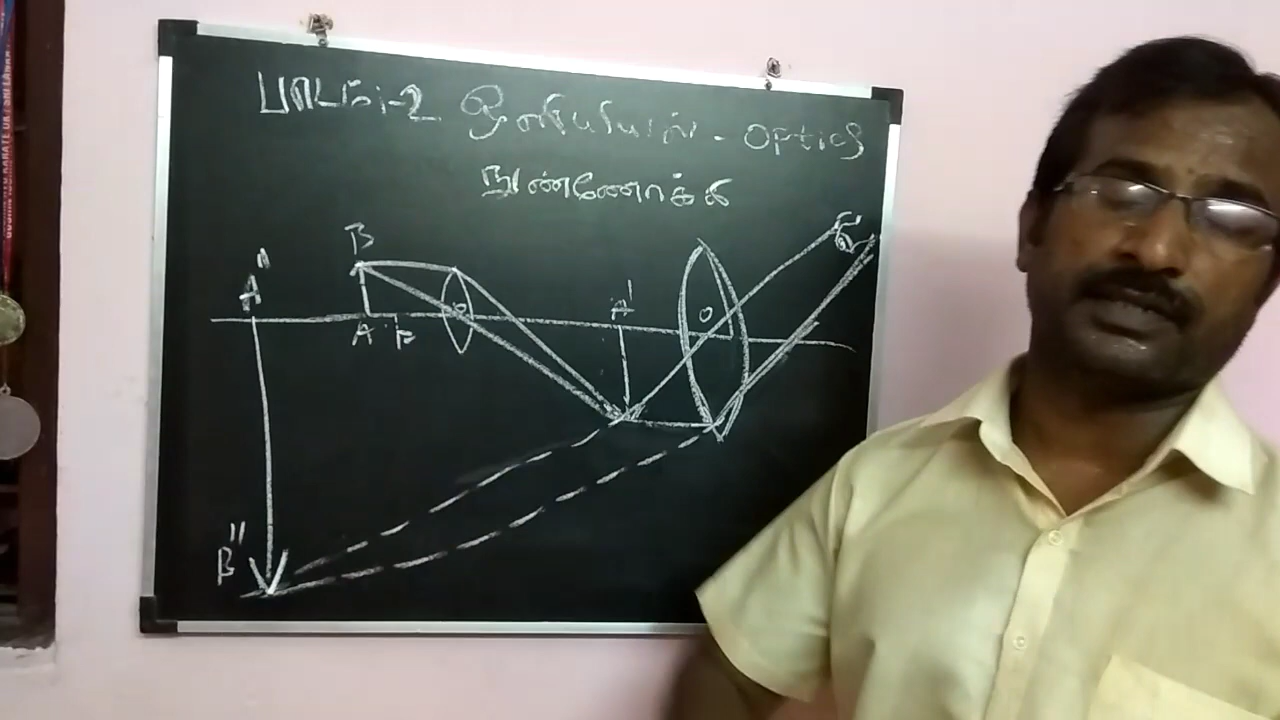 பாடம்-2 ஒளியியல் - Optics
நுண்ணோக்கி
B
A"
A'
O
O
A F
B"